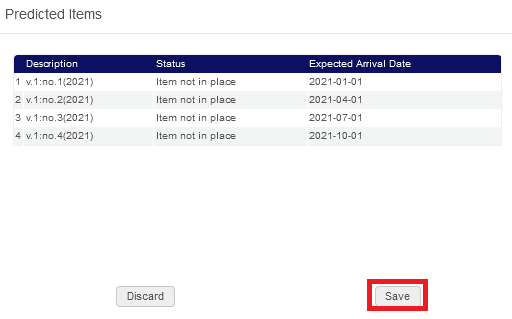 Predicted Items
Description Status Expected Arrival Date
1 v.1:no.1(2021) Item not in place 2021-01-01
2 v.1:no.2(2021) Item not in place 2021-04-01
3 v.1:no.3(2021) Item not in place 2021-07-01
4 v.1:no.4(2021) Item not in place 2021-10-01
Discard Save